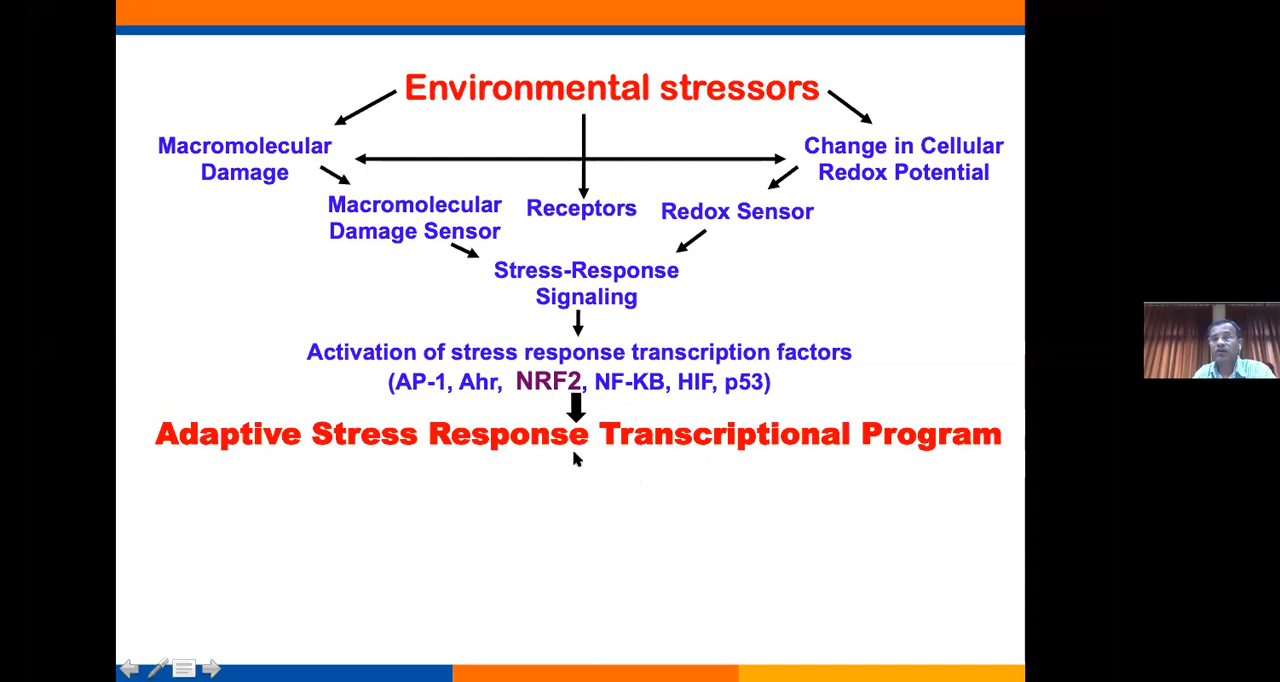 Environmental stressors
Macromolecular
Damage
Change in Cellular
Redox Potential
Macromolecular
Damage Sensor
Receptors
Redox Sensor
Stress-Response
Signaling
Activation of stress response transcription factors
(AP-1, Ahr, NRF2, NF-KB, HIF, p53)
Adaptive Stress Response Transcriptional Program